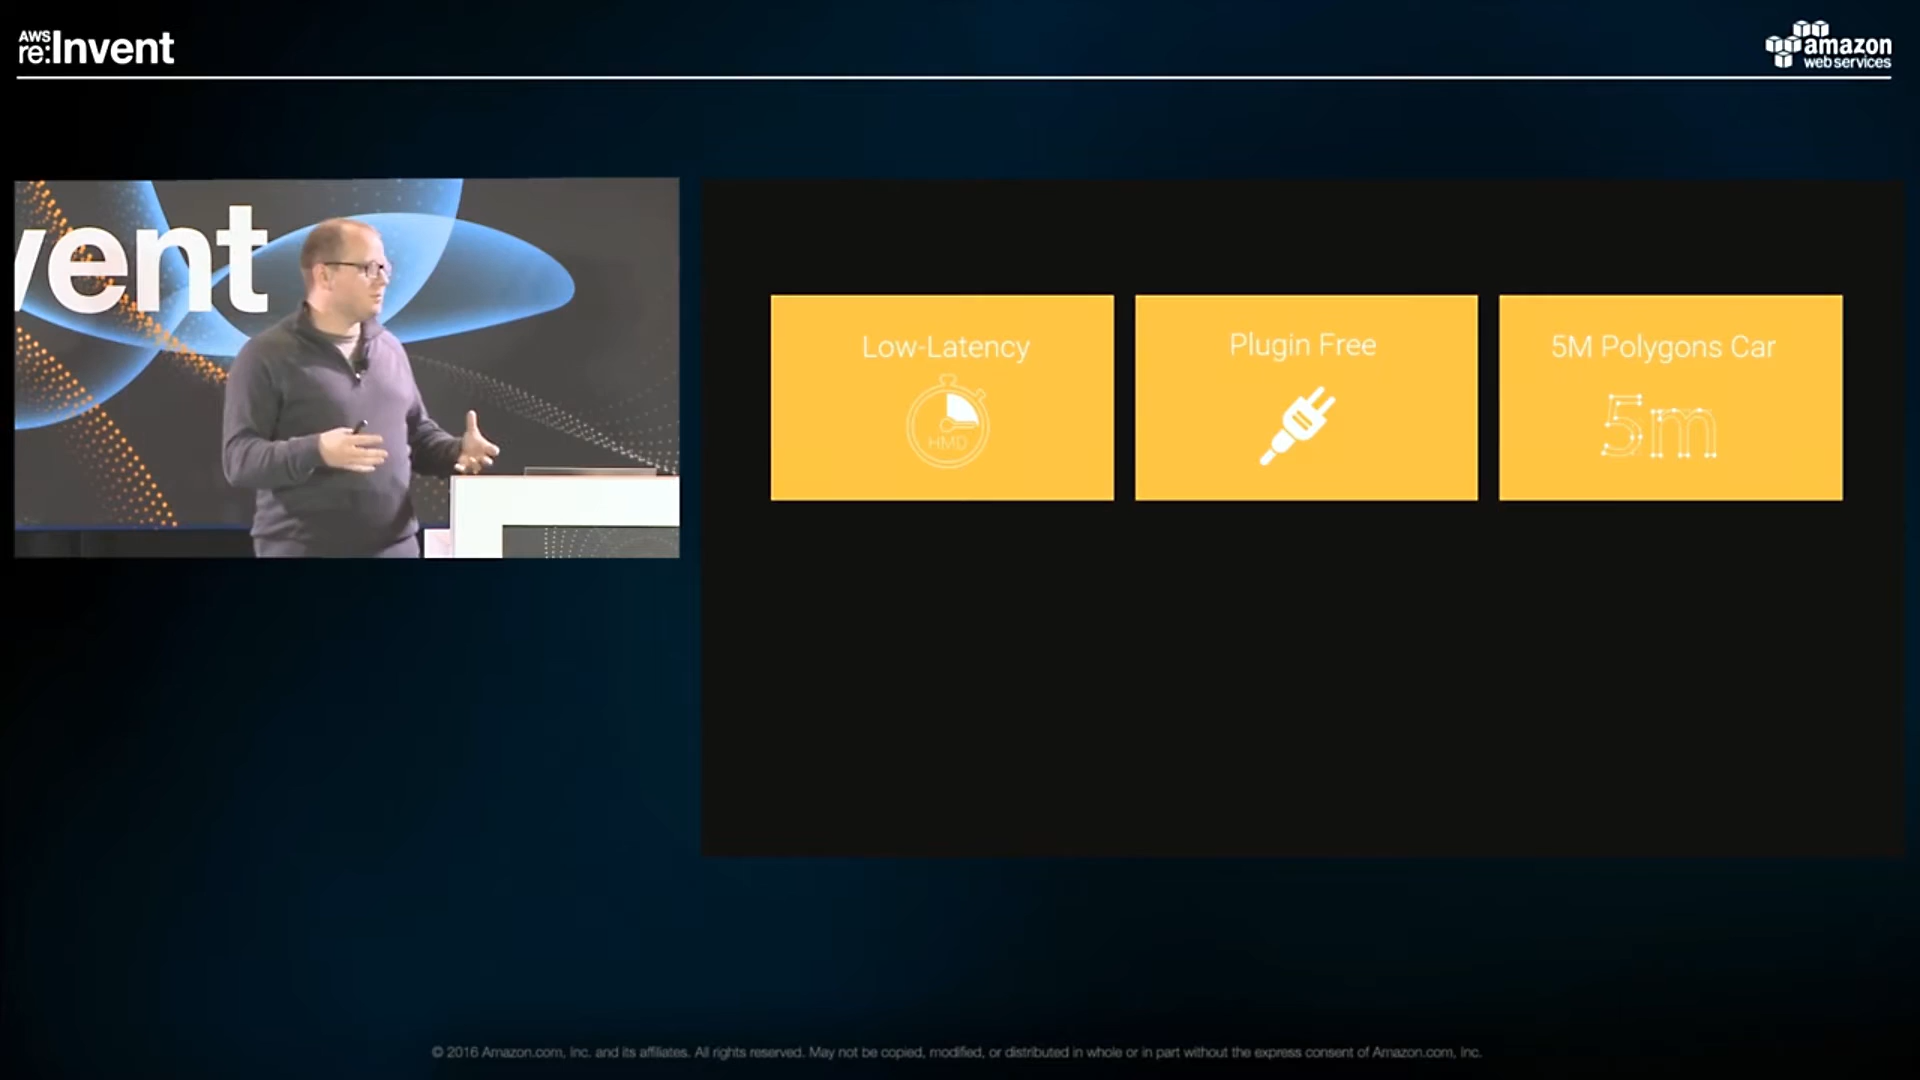 AWS
re:Invent
amazon
web services
vent
Low-Latency
HMD
Plugin Free
5M Polygons Car
5m
© 2016 Amazon.com, Inc. and its affiliates. All rights reserved. May not be copied, modified, or distributed in whole or in part without the express consent of Amazon.com, Inc.